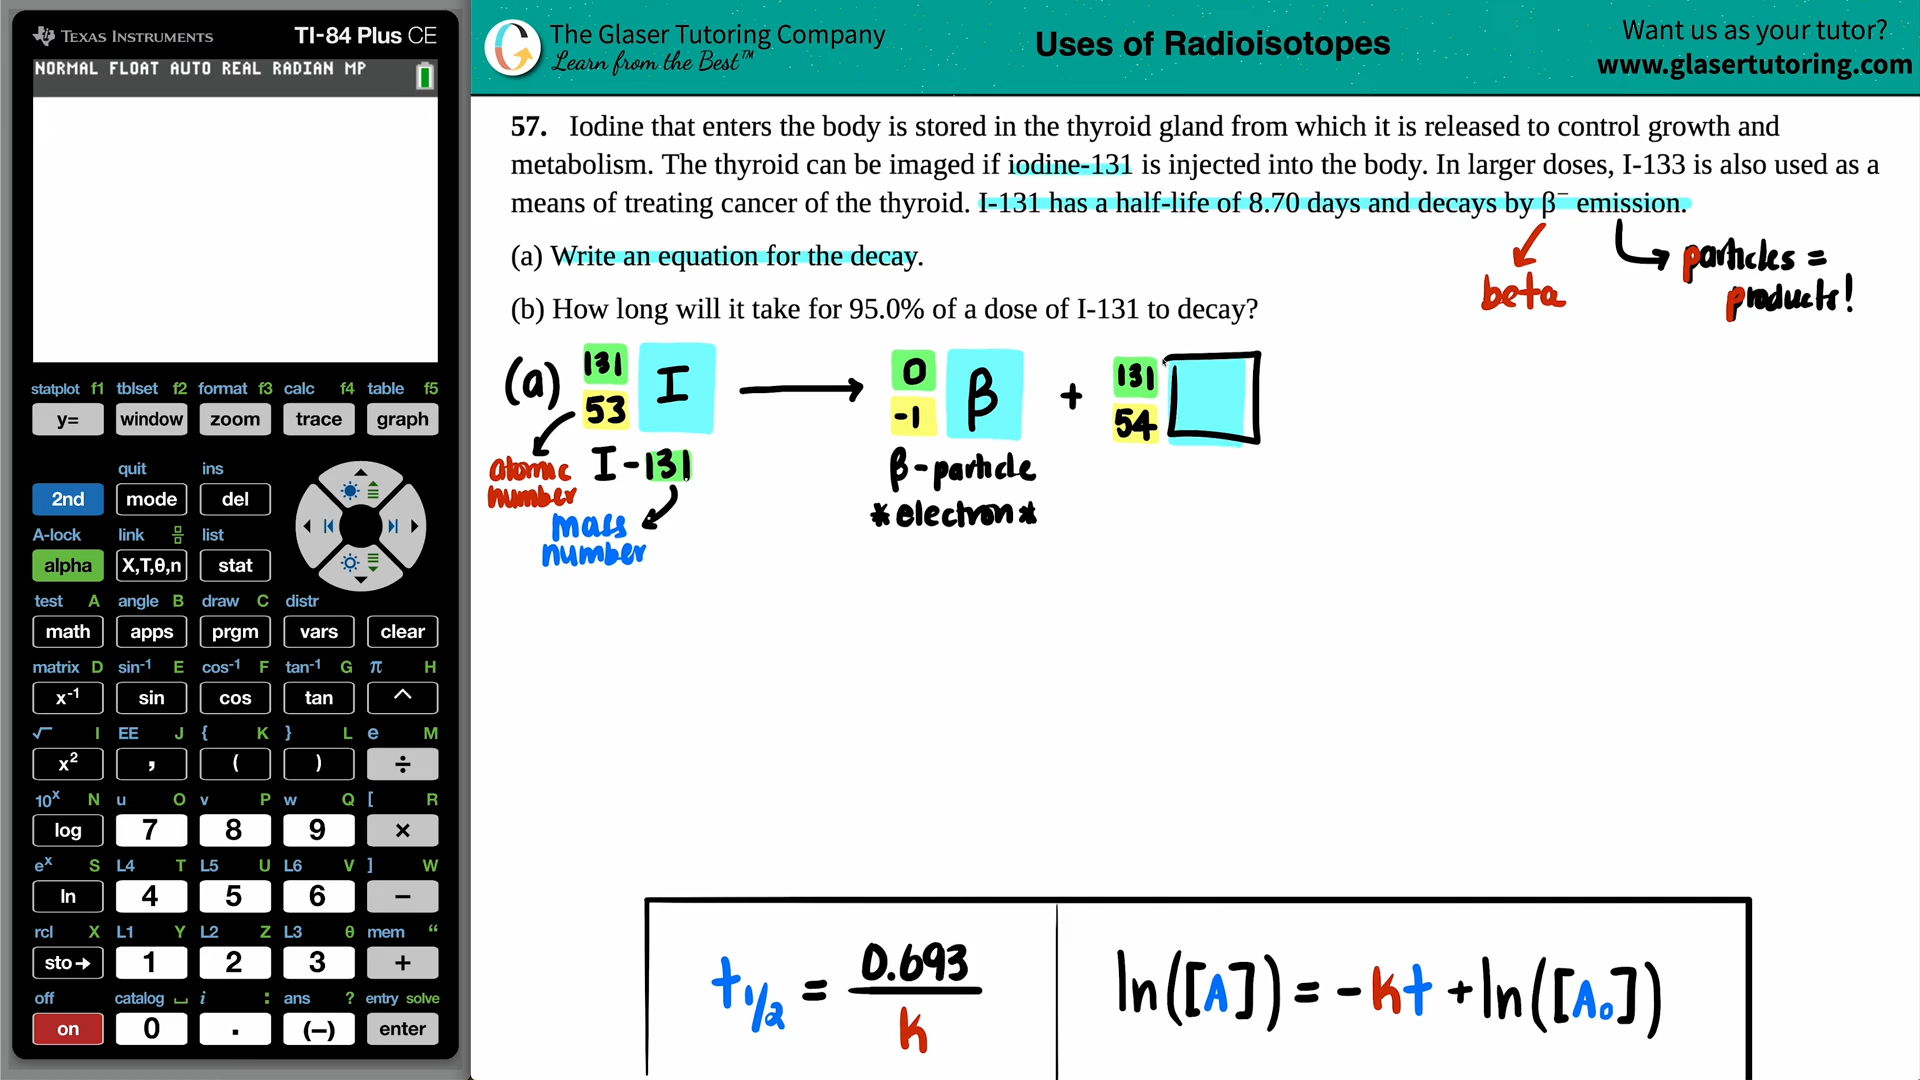 TEXAS INSTRUMENTS TI-84 Plus CE
NORMAL FLOAT AUTO REAL RADIAN MP
statplot f1 tblset f2 format f3 calc f4 table f5
y= window zoom trace graph
quit ins
2nd mode del
A-lock link list
alpha X,T,θ,n stat
test A angle B draw C distr
math apps prgm vars clear
matrix D sin⁻¹ E cos⁻¹ F tan⁻¹ G π H
x⁻¹ sin cos tan ^
√ I EE J { K } L e M
x² , ( ) ÷
10ˣ N u O v P w Q [ R
log 7 8 9 ×
eˣ S L4 T L5 U L6 V ] W
ln 4 5 6 −
rcl X L1 Y L2 Z L3 θ mem “
sto→ 1 2 3 +
off catalog ⎵ i : ans ? entry solve
on 0 . (−) enter
The Glaser Tutoring Company
Learn from the Best™
Uses of Radioisotopes
Want us as your tutor?
www.glasertutoring.com
57. Iodine that enters the body is stored in the thyroid gland from which it is released to control growth and
metabolism. The thyroid can be imaged if iodine-131 is injected into the body. In larger doses, I-133 is also used as a
means of treating cancer of the thyroid. I-131 has a half-life of 8.70 days and decays by β⁻ emission.
(a) Write an equation for the decay.
(b) How long will it take for 95.0% of a dose of I-131 to decay?
beta
particles =
products!
(a) 131 53 I → 0 -1 β + 131 54
atomic
number
I-131
mass
number
β-particle
*electron*
t1/2 = 0.693 / k
ln([A]) = -kt + ln([A₀])